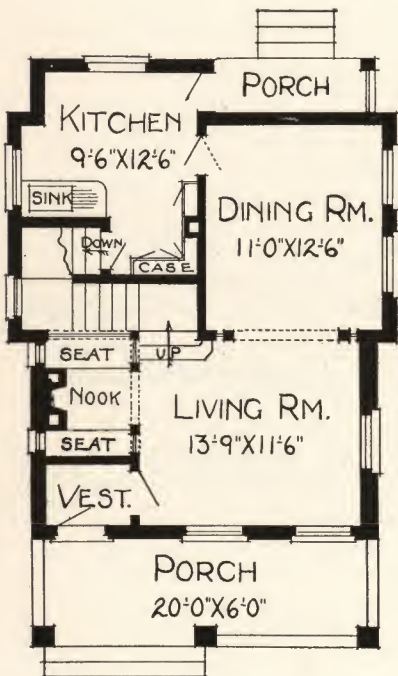 PORCH
KITCHEN
9'-6"X12'-6"
SINK
DINING RM.
11'-0"X12'-6"
DOWN
CASE
SEAT
UP
NOOK
LIVING RM.
13'-9"X11'-6"
SEAT
VEST.
PORCH
20'-0"X6'-0"